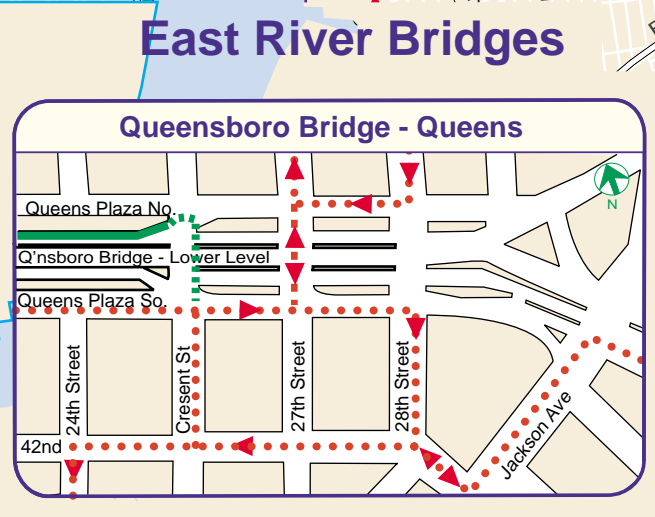 East River Bridges
Queensboro Bridge - Queens
N
Queens Plaza No.
Q'nsboro Bridge - Lower Level
Queens Plaza So.
24th Street
Cresent St
27th Street
28th Street
Jackson Ave
42nd